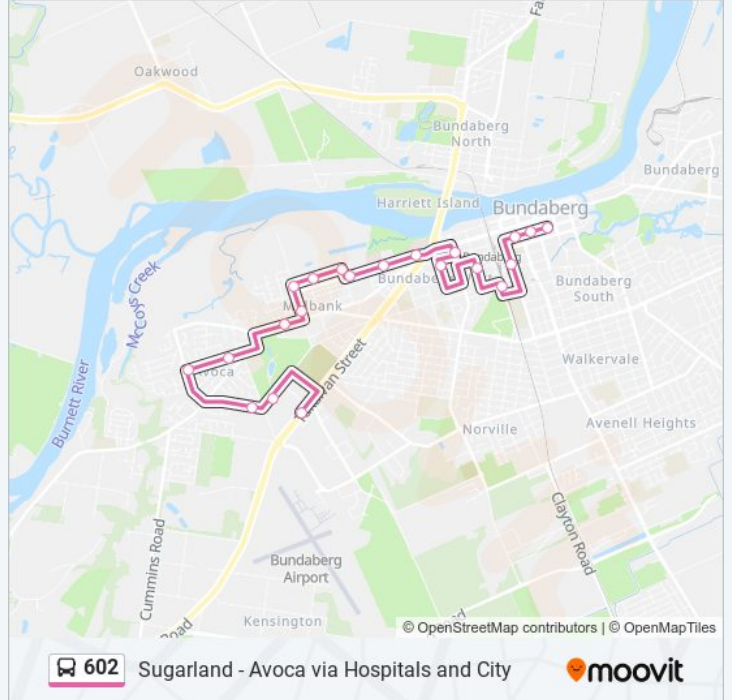 Fa
Oakwood
Bundaberg
North
Bundaberg
Harriett Island
Bundaberg
McCoys Creek
Bundaberg
South
Walkervale
Avoca
Burnett River
Norville
Avenell Heights
Clayton Road
Cummins Road
Bundaberg
Airport
Kensington
Road
© OpenStreetMap contributors | © OpenMapTiles
602 Sugarland - Avoca via Hospitals and City
moovit